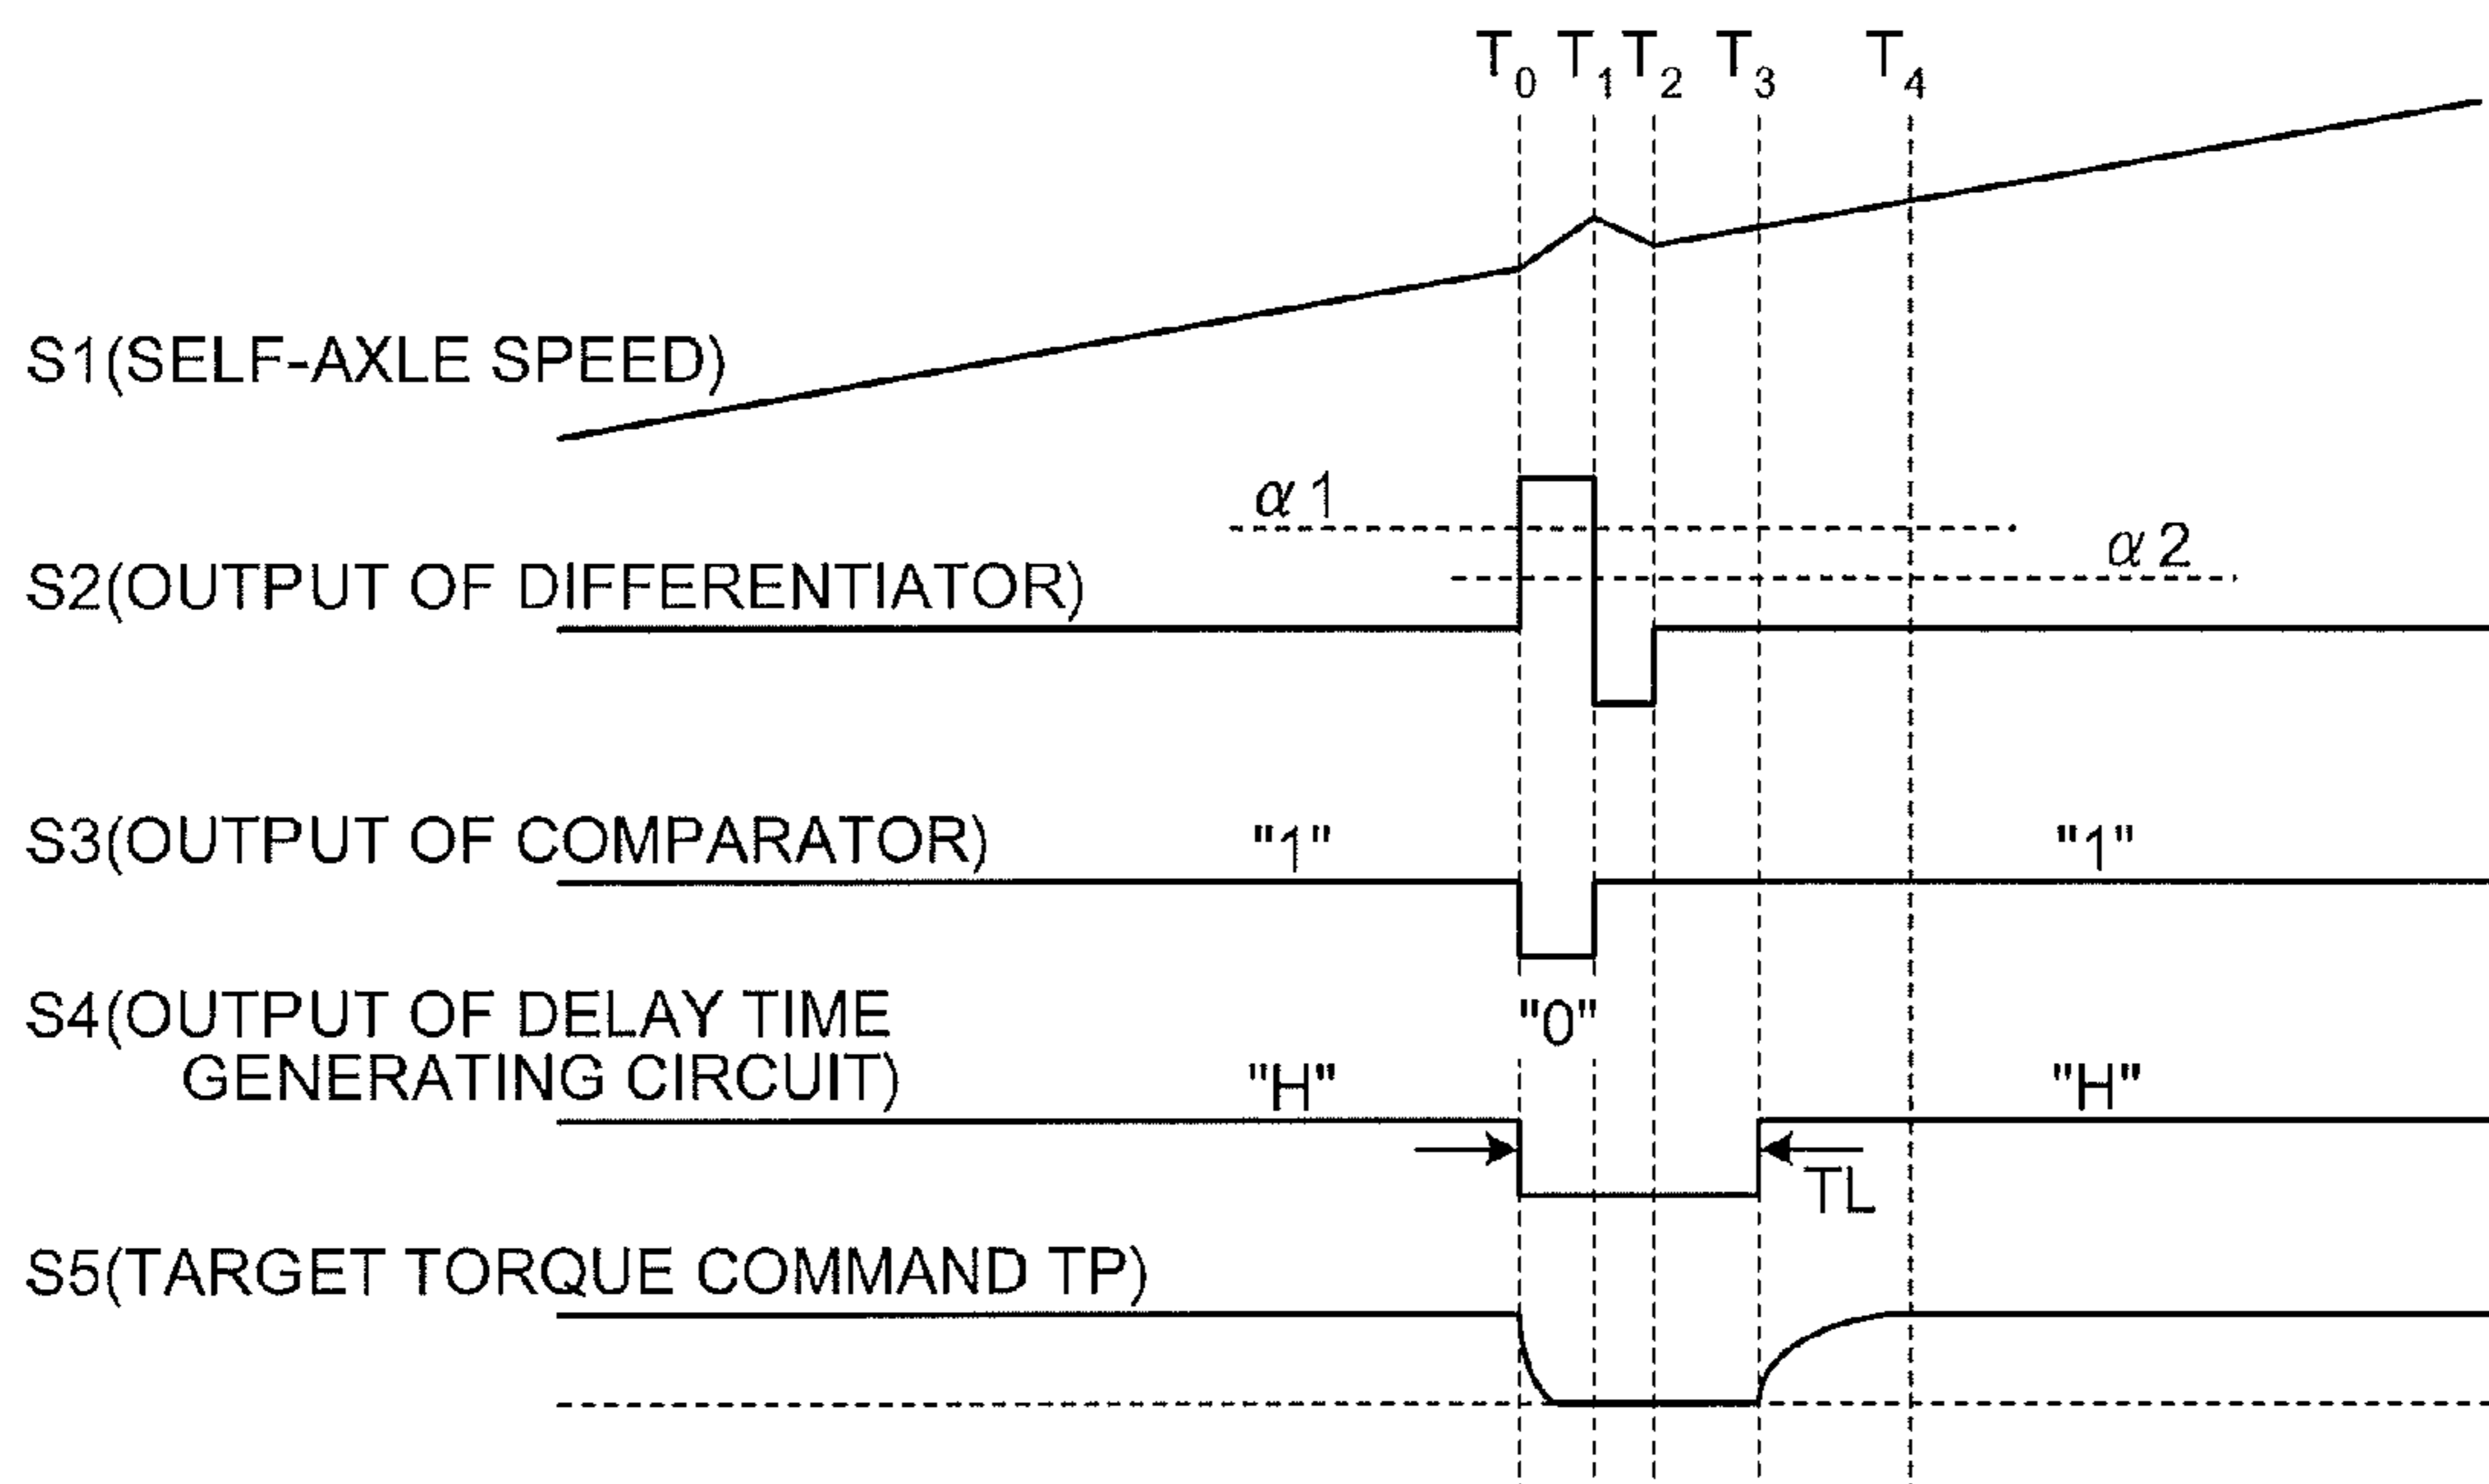 T0 T1 T2 T3 T4
S1(SELF-AXLE SPEED)
α1
α2
S2(OUTPUT OF DIFFERENTIATOR)
S3(OUTPUT OF COMPARATOR) "1" "1"
S4(OUTPUT OF DELAY TIME
"0"
GENERATING CIRCUIT) "H" "H"
TL
S5(TARGET TORQUE COMMAND TP)